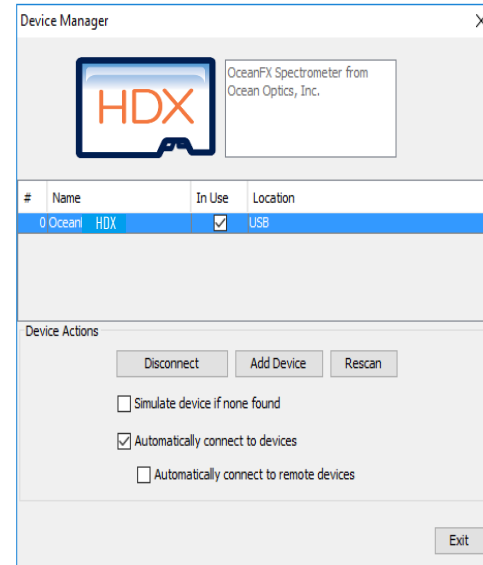 Device Manager
HDX
OceanFX Spectrometer from
Ocean Optics, Inc.
# Name In Use Location
0 Ocean HDX USB
Device Actions
Disconnect Add Device Rescan
Simulate device if none found
Automatically connect to devices
Automatically connect to remote devices
Exit